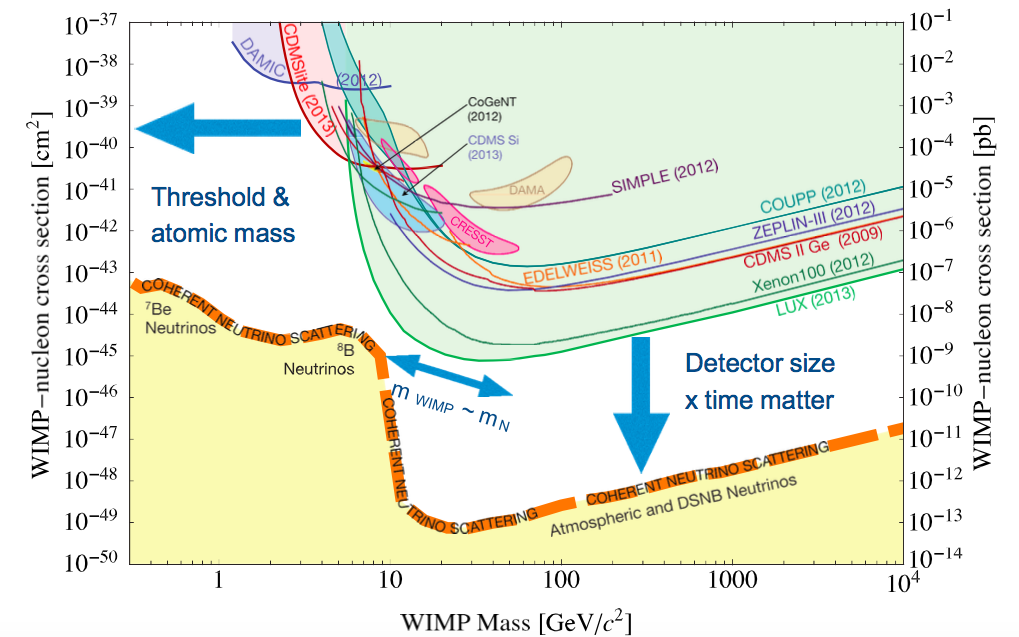 10−37
10−38
10−39
10−40
10−41
10−42
10−43
10−44
10−45
10−46
10−47
10−48
10−49
10−50
WIMP−nucleon cross section [cm2]
10−1
10−2
10−3
10−4
10−5
10−6
10−7
10−8
10−9
10−10
10−11
10−12
10−13
10−14
WIMP−nucleon cross section [pb]
DAMIC
(2012)
CDMSlite (2013)
CoGeNT
(2012)
CDMS Si
(2013)
DAMA
CRESST
SIMPLE (2012)
COUPP (2012)
ZEPLIN-III (2012)
EDELWEISS (2011)
CDMS II Ge (2009)
Xenon100 (2012)
LUX (2013)
Threshold &
atomic mass
Detector size
x time matter
m WIMP ~ mN
COHERENT NEUTRINO SCATTERING
7Be
Neutrinos
8B
Neutrinos
COHERENT NEUTRINO SCATTERING
COHERENT NEUTRINO SCATTERING
Atmospheric and DSNB Neutrinos
1
10
100
1000
104
WIMP Mass [GeV/c2]